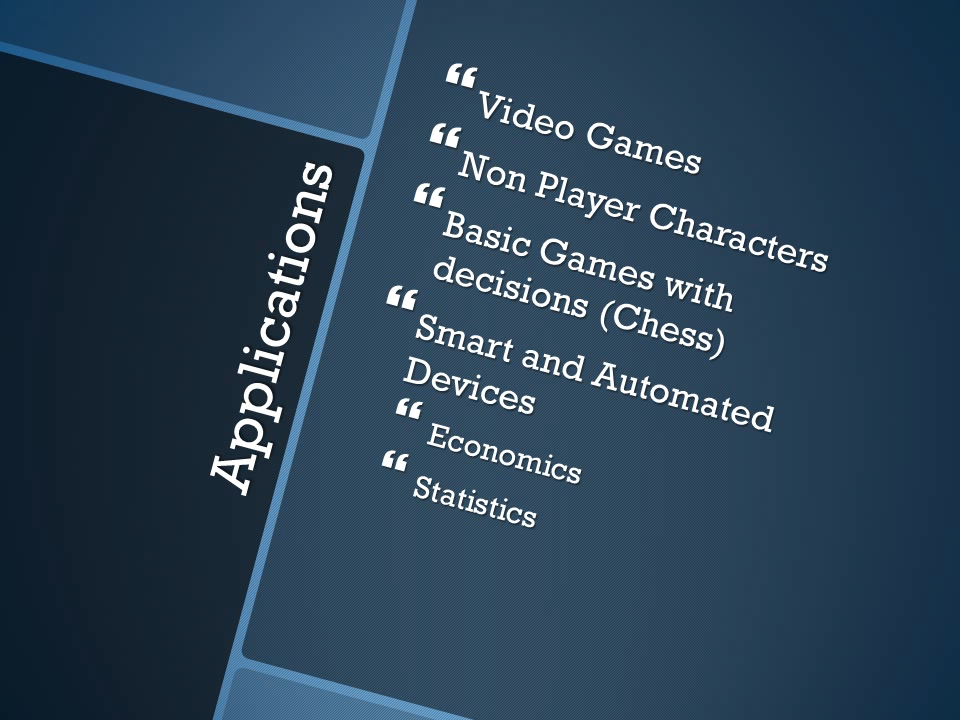 Applications
❝ Video Games
❝ Non Player Characters
❝ Basic Games with
decisions (Chess)
❝ Smart and Automated
Devices
❝ Economics
❝ Statistics